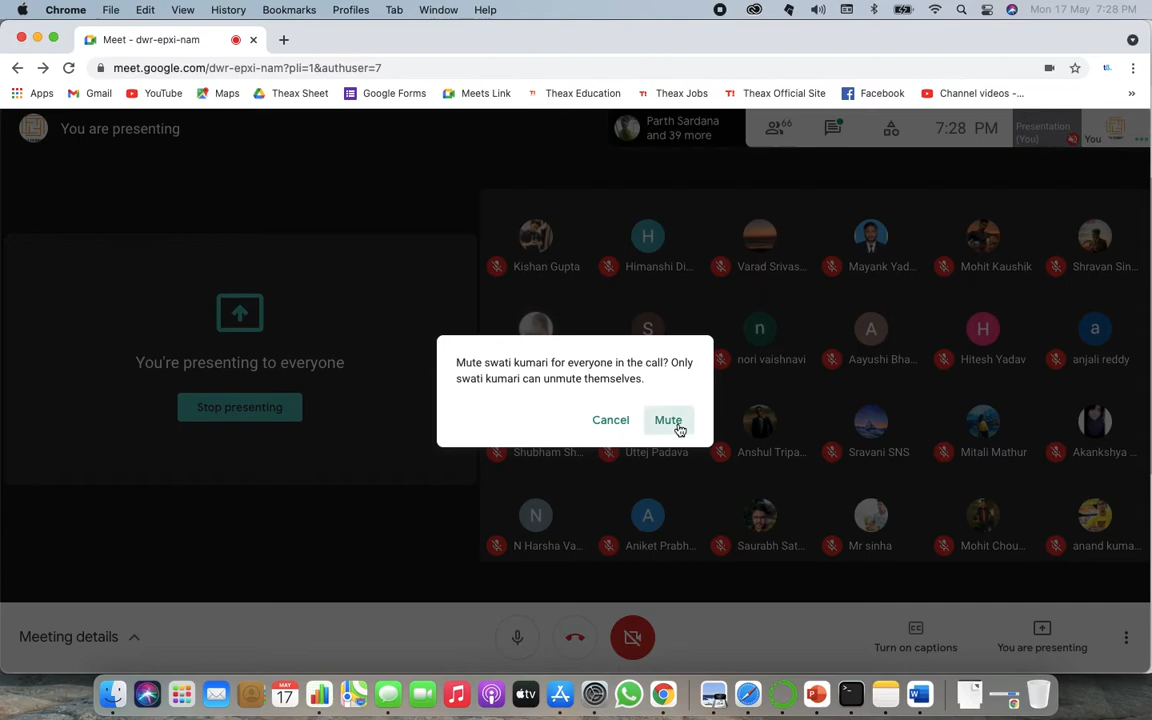 Chrome File Edit View History Bookmarks Profiles Tab Window Help Mon 17 May 7:28 PM
Meet - dwr-epxi-nam
meet.google.com/dwr-epxi-nam?pli=1&authuser=7
Apps Gmail YouTube Maps Theax Sheet Google Forms Meets Link Theax Education Theax Jobs Theax Official Site Facebook Channel videos -... »
You are presenting
Parth Sardana
and 39 more
66
7:28 PM
Presentation
(You)
You
Kishan Gupta Himanshi Di... Varad Srivas... Mayank Yad... Mohit Kaushik Shravan Sin...
H
You're presenting to everyone
Stop presenting
S n A H a
nori vaishnavi Aayushi Bha... Hitesh Yadav anjali reddy
Mute swati kumari for everyone in the call? Only
swati kumari can unmute themselves.
Cancel Mute
Shubham Sh... Uttej Padava Anshul Tripa... Sravani SNS Mitali Mathur Akankshya ...
N A
N Harsha Va... Aniket Prabh... Saurabh Sat... Mr sinha Mohit Chou... anand kuma...
Meeting details
CC
Turn on captions
You are presenting
MAY
17
tv